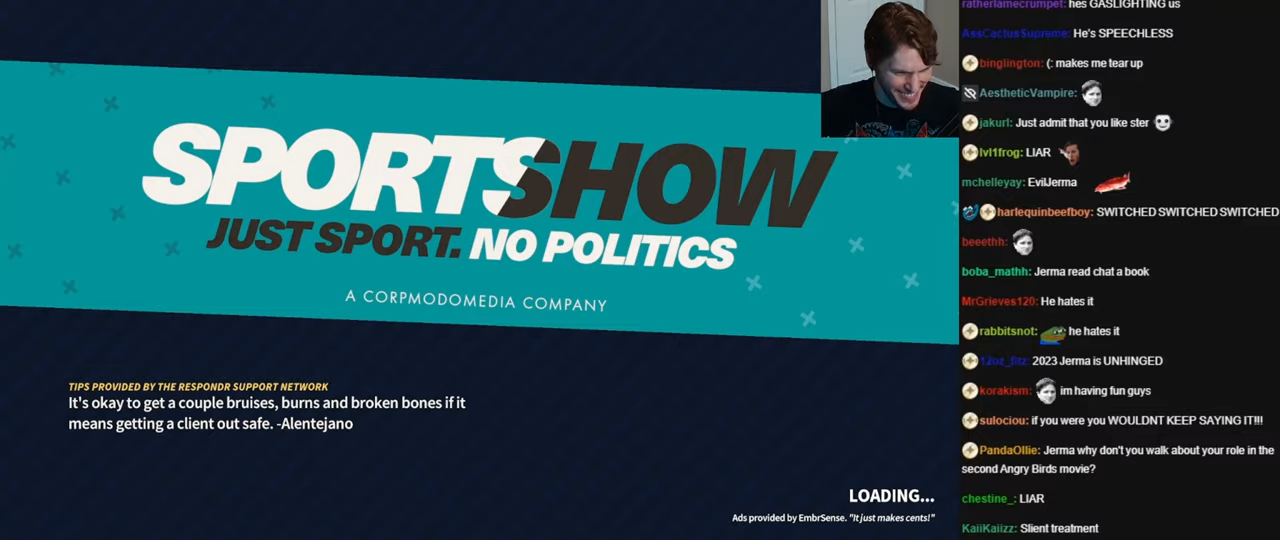 SPORTSHOW
JUST SPORT. NO POLITICS
A CORPMODOMEDIA COMPANY
TIPS PROVIDED BY THE RESPONDR SUPPORT NETWORK
It's okay to get a couple bruises, burns and broken bones if it
means getting a client out safe. -Alentejano
LOADING...
Ads provided by EmbrSense. "It just makes cents!"
ratherlamecrumpet: hes GASLIGHTING us
AssCactusSupreme: He's SPEECHLESS
binglington: (: makes me tear up
AestheticVampire:
jakurl: Just admit that you like ster
lvl1frog: LIAR
mchelleyay: EvilJerma
harlequinbeefboy: SWITCHED SWITCHED SWITCHED
beeethh:
boba_mathh: Jerma read chat a book
MrGrieves120: He hates it
rabbitsnot: he hates it
12oz_fitz: 2023 Jerma is UNHINGED
korakism: im having fun guys
sulociou: if you were you WOULDNT KEEP SAYING IT!!!
PandaOllie: Jerma why don't you walk about your role in the
second Angry Birds movie?
chestine_: LIAR
KaiiKaiizz: Slient treatment